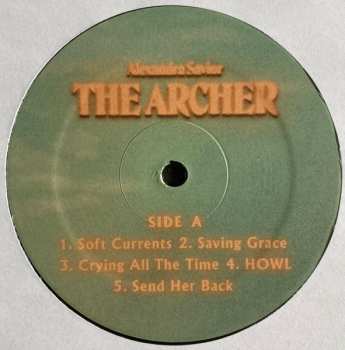 Alexandra Savior
THE ARCHER
SIDE A
1. Soft Currents 2. Saving Grace
3. Crying All The Time 4. HOWL
5. Send Her Back